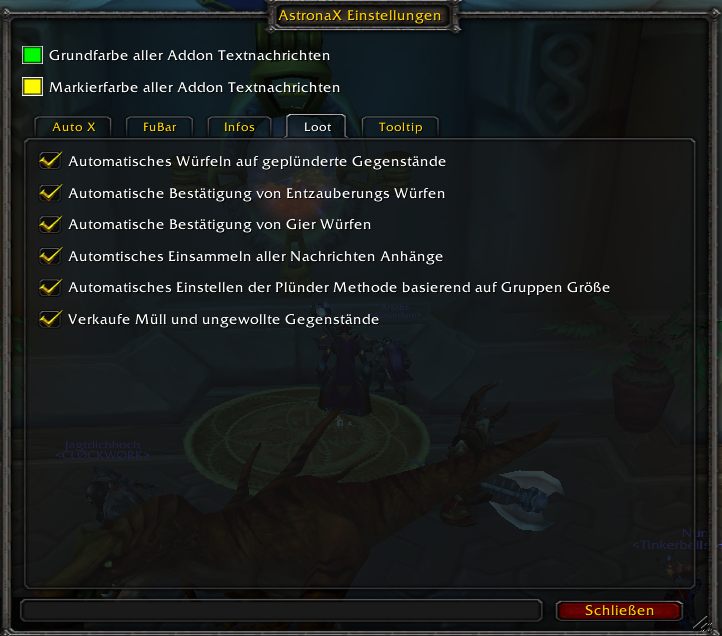 AstronaX Einstellungen
Grundfarbe aller Addon Textnachrichten
Markierfarbe aller Addon Textnachrichten
Auto X FuBar Infos Loot Tooltip
Automatisches Würfeln auf geplünderte Gegenstände
Automatische Bestätigung von Entzauberungs Würfen
Automatische Bestätigung von Gier Würfen
Automtisches Einsammeln aller Nachrichten Anhänge
Automatisches Einstellen der Plünder Methode basierend auf Gruppen Größe
Verkaufe Müll und ungewollte Gegenstände
Schließen